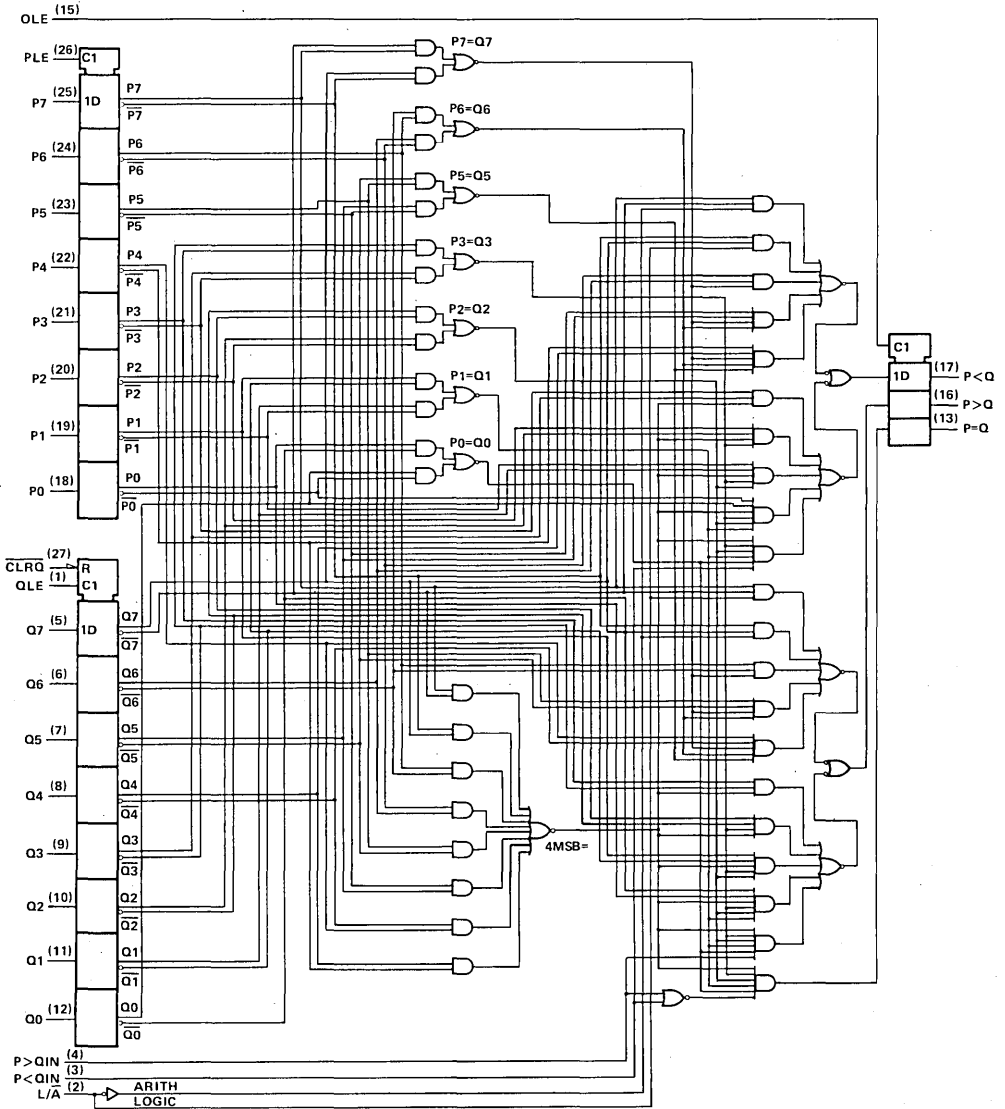 OLE (15)
PLE (26)
C1
P7 (25)
1D
P7
P7
P6 (24)
P6
P6
P5 (23)
P5
P5
P4 (22)
P4
P4
P3 (21)
P3
P3
P2 (20)
P2
P2
P1 (19)
P1
P1
P0 (18)
P0
P0
P7=Q7
P6=Q6
P5=Q5
P3=Q3
P2=Q2
P1=Q1
P0=Q0
C1
1D
(17) P<Q
(16) P>Q
(13) P=Q
CLRQ (27)
R
QLE (1)
C1
Q7 (5)
1D
Q7
Q7
Q6 (6)
Q6
Q6
Q5 (7)
Q5
Q5
Q4 (8)
Q4
Q4
Q3 (9)
Q3
Q3
Q2 (10)
Q2
Q2
Q1 (11)
Q1
Q1
Q0 (12)
Q0
Q0
4MSB=
P>QIN (4)
P<QIN (3)
L/A (2)
ARITH
LOGIC